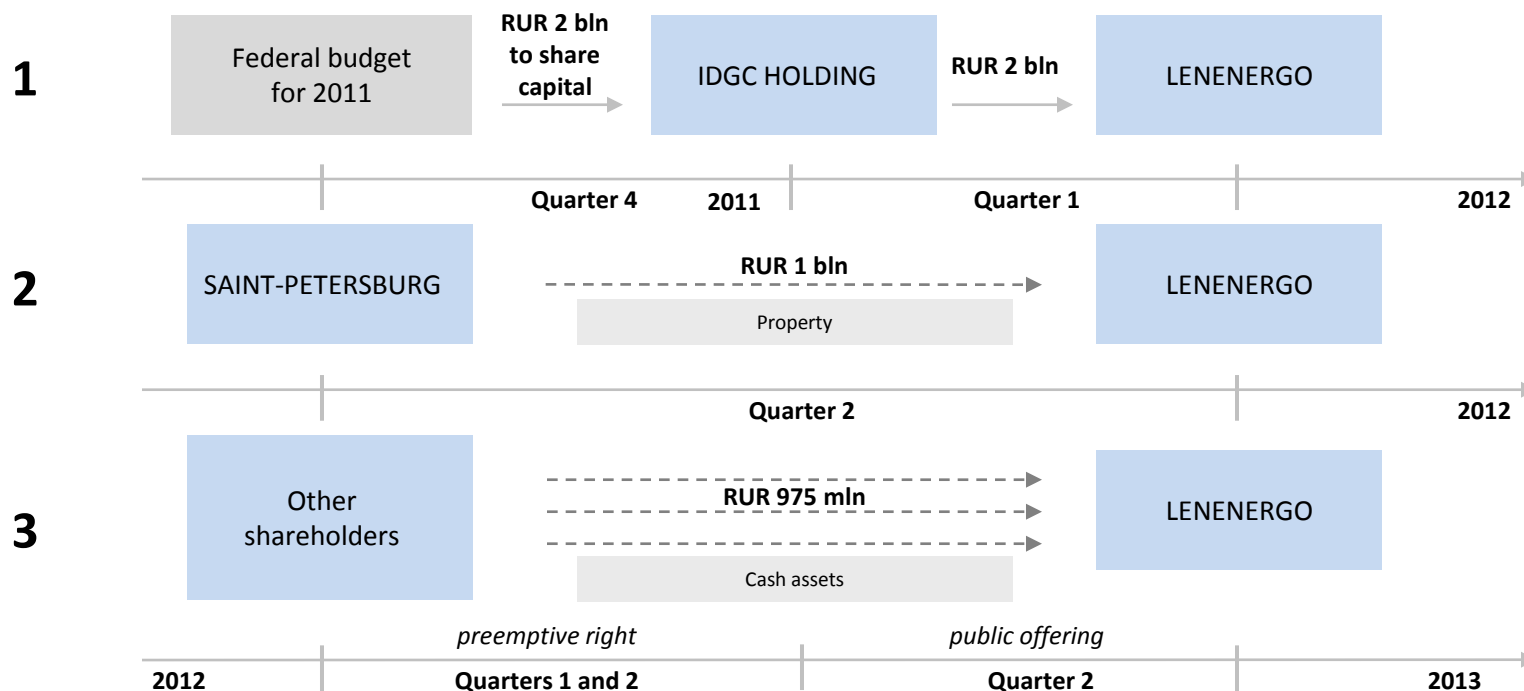 1
Federal budget
for 2011
RUR 2 bln
to share
capital
IDGC HOLDING
RUR 2 bln
LENENERGO
Quarter 4
2011
Quarter 1
2012
2
SAINT-PETERSBURG
RUR 1 bln
Property
LENENERGO
Quarter 2
2012
3
Other
shareholders
RUR 975 mln
Cash assets
LENENERGO
preemptive right
public offering
2012
Quarters 1 and 2
Quarter 2
2013